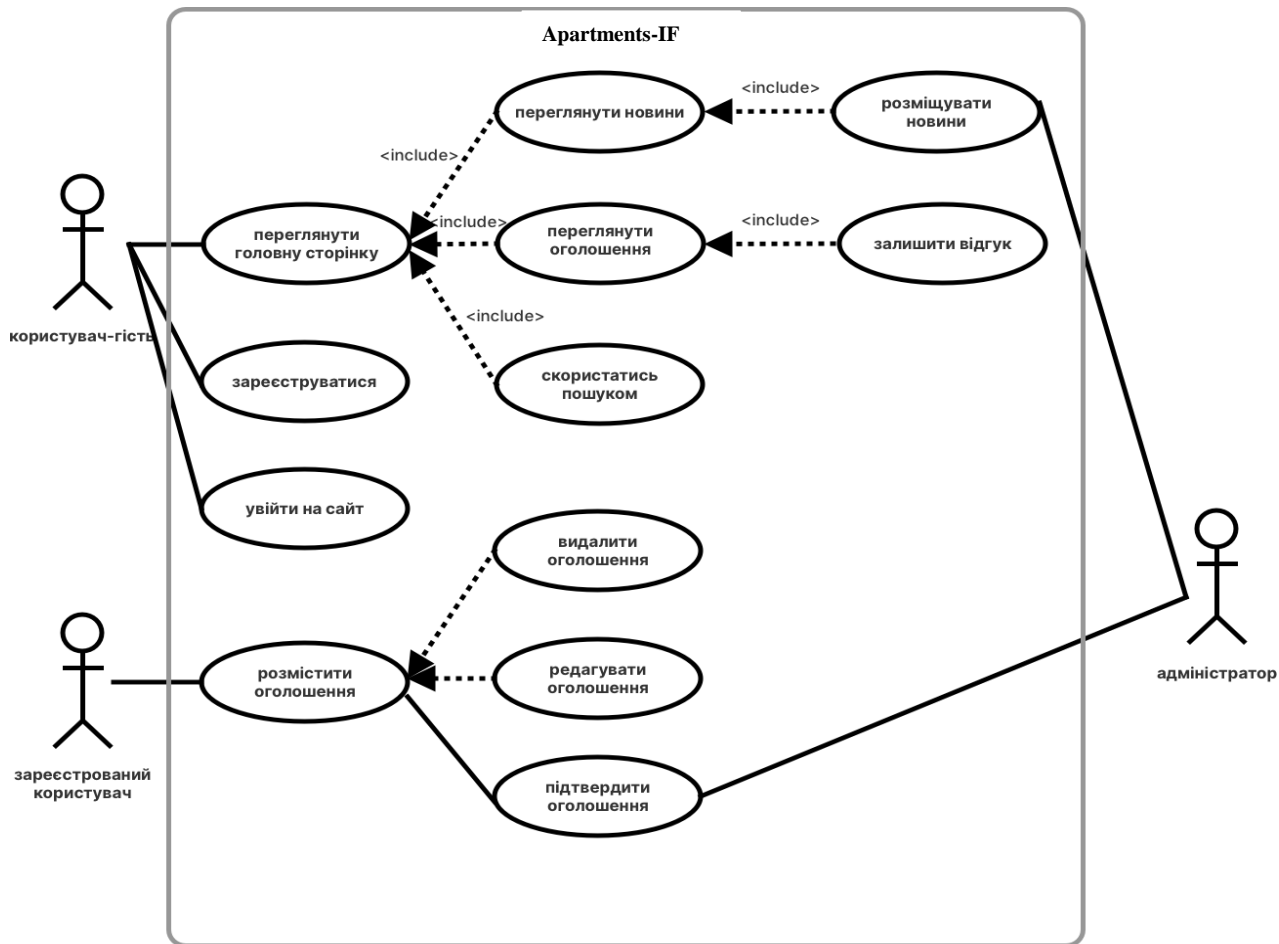 Apartments-IF
<include>
переглянути новини
розміщувати
новини
<include>
<include>
<include>
переглянути
головну сторінку
переглянути
оголошення
залишити відгук
<include>
користувач-гість
зареєструватися
скористатись
пошуком
увійти на сайт
видалити
оголошення
розмістити
оголошення
редагувати
оголошення
адміністратор
зареєстрований
користувач
підтвердити
оголошення